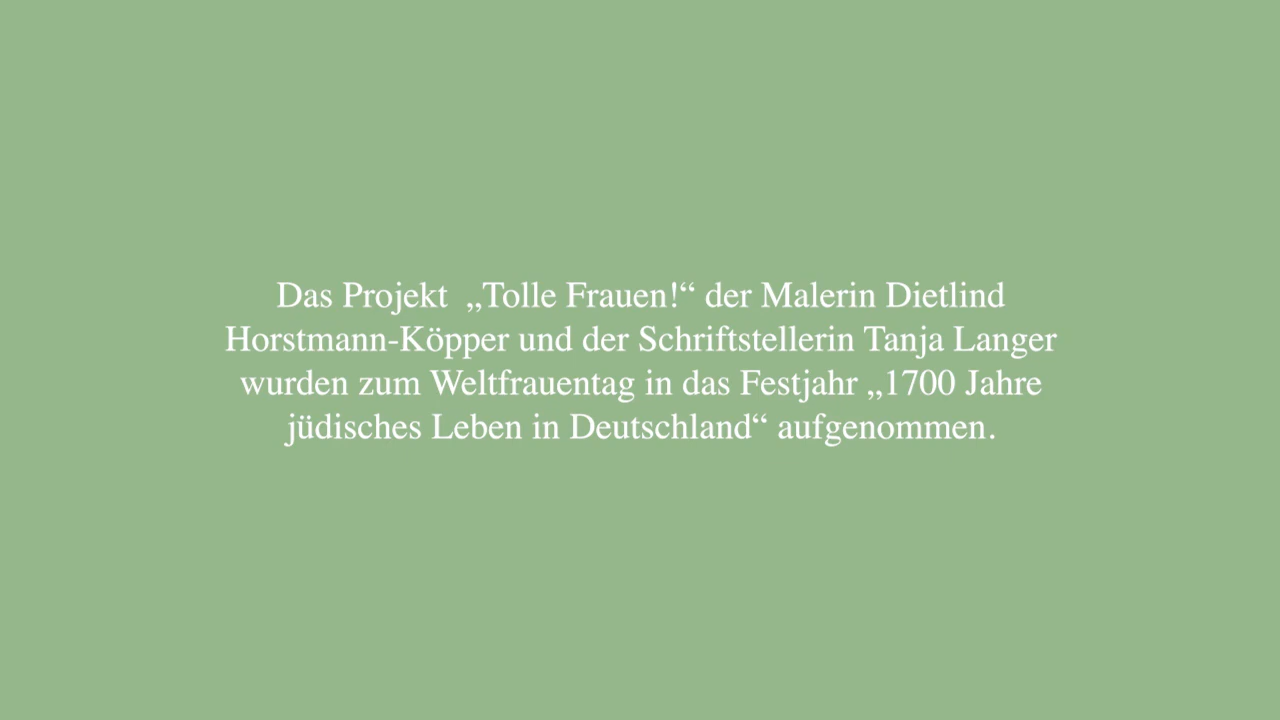 Das Projekt  „Tolle Frauen!“ der Malerin Dietlind
Horstmann-Köpper und der Schriftstellerin Tanja Langer
wurden zum Weltfrauentag in das Festjahr „1700 Jahre
jüdisches Leben in Deutschland“ aufgenommen.